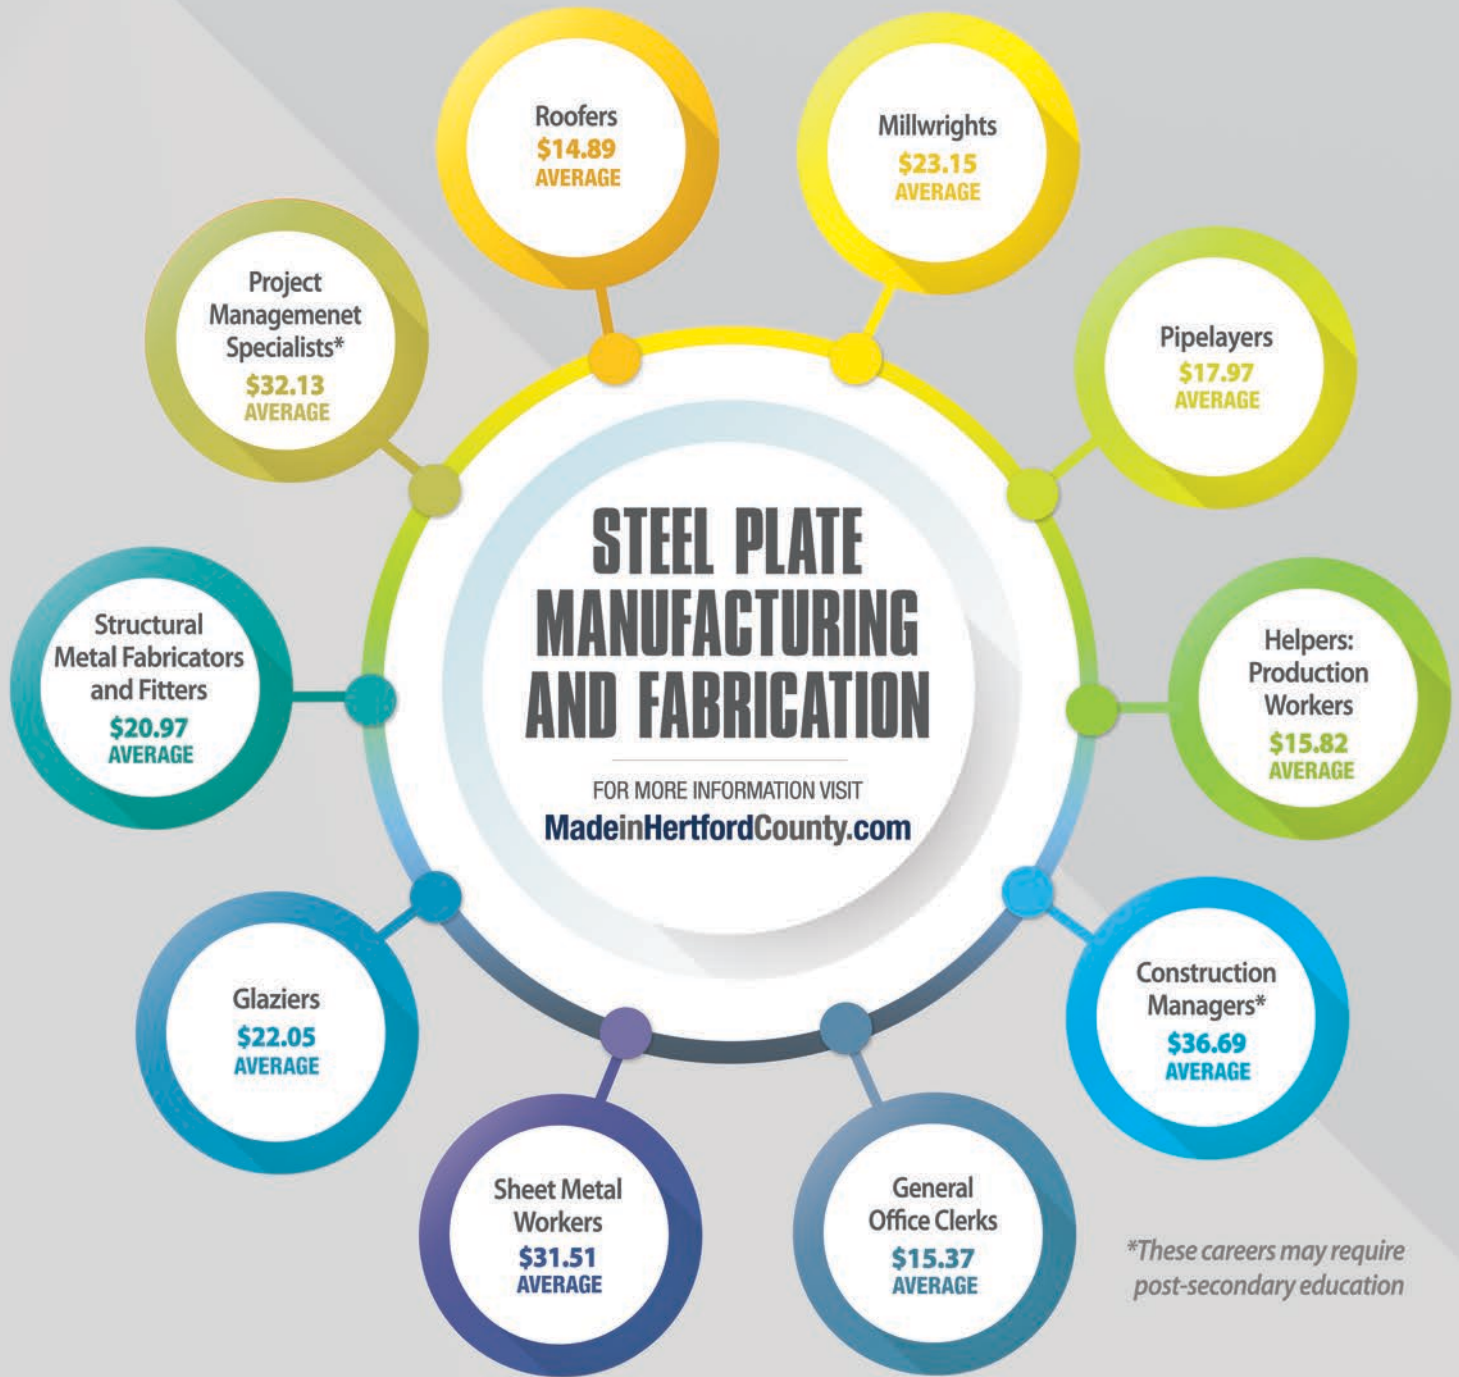 Roofers
$14.89
AVERAGE
Millwrights
$23.15
AVERAGE
Pipelayers
$17.97
AVERAGE
Helpers:
Production
Workers
$15.82
AVERAGE
Construction
Managers*
$36.69
AVERAGE
General
Office Clerks
$15.37
AVERAGE
Sheet Metal
Workers
$31.51
AVERAGE
Glaziers
$22.05
AVERAGE
Structural
Metal Fabricators
and Fitters
$20.97
AVERAGE
Project
Managemenet
Specialists*
$32.13
AVERAGE
STEEL PLATE
MANUFACTURING
AND FABRICATION
FOR MORE INFORMATION VISIT
MadeinHertfordCounty.com
*These careers may require
post-secondary education